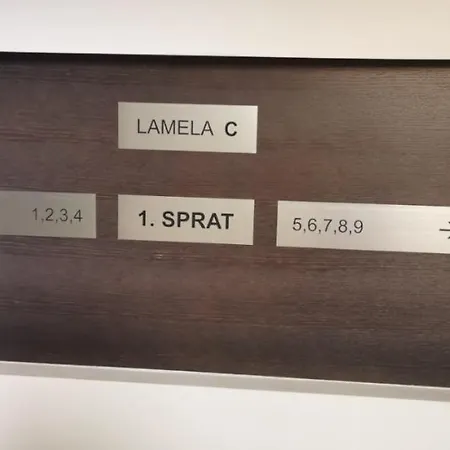 LAMELA C
1,2,3,4
1. SPRAT
5,6,7,8,9